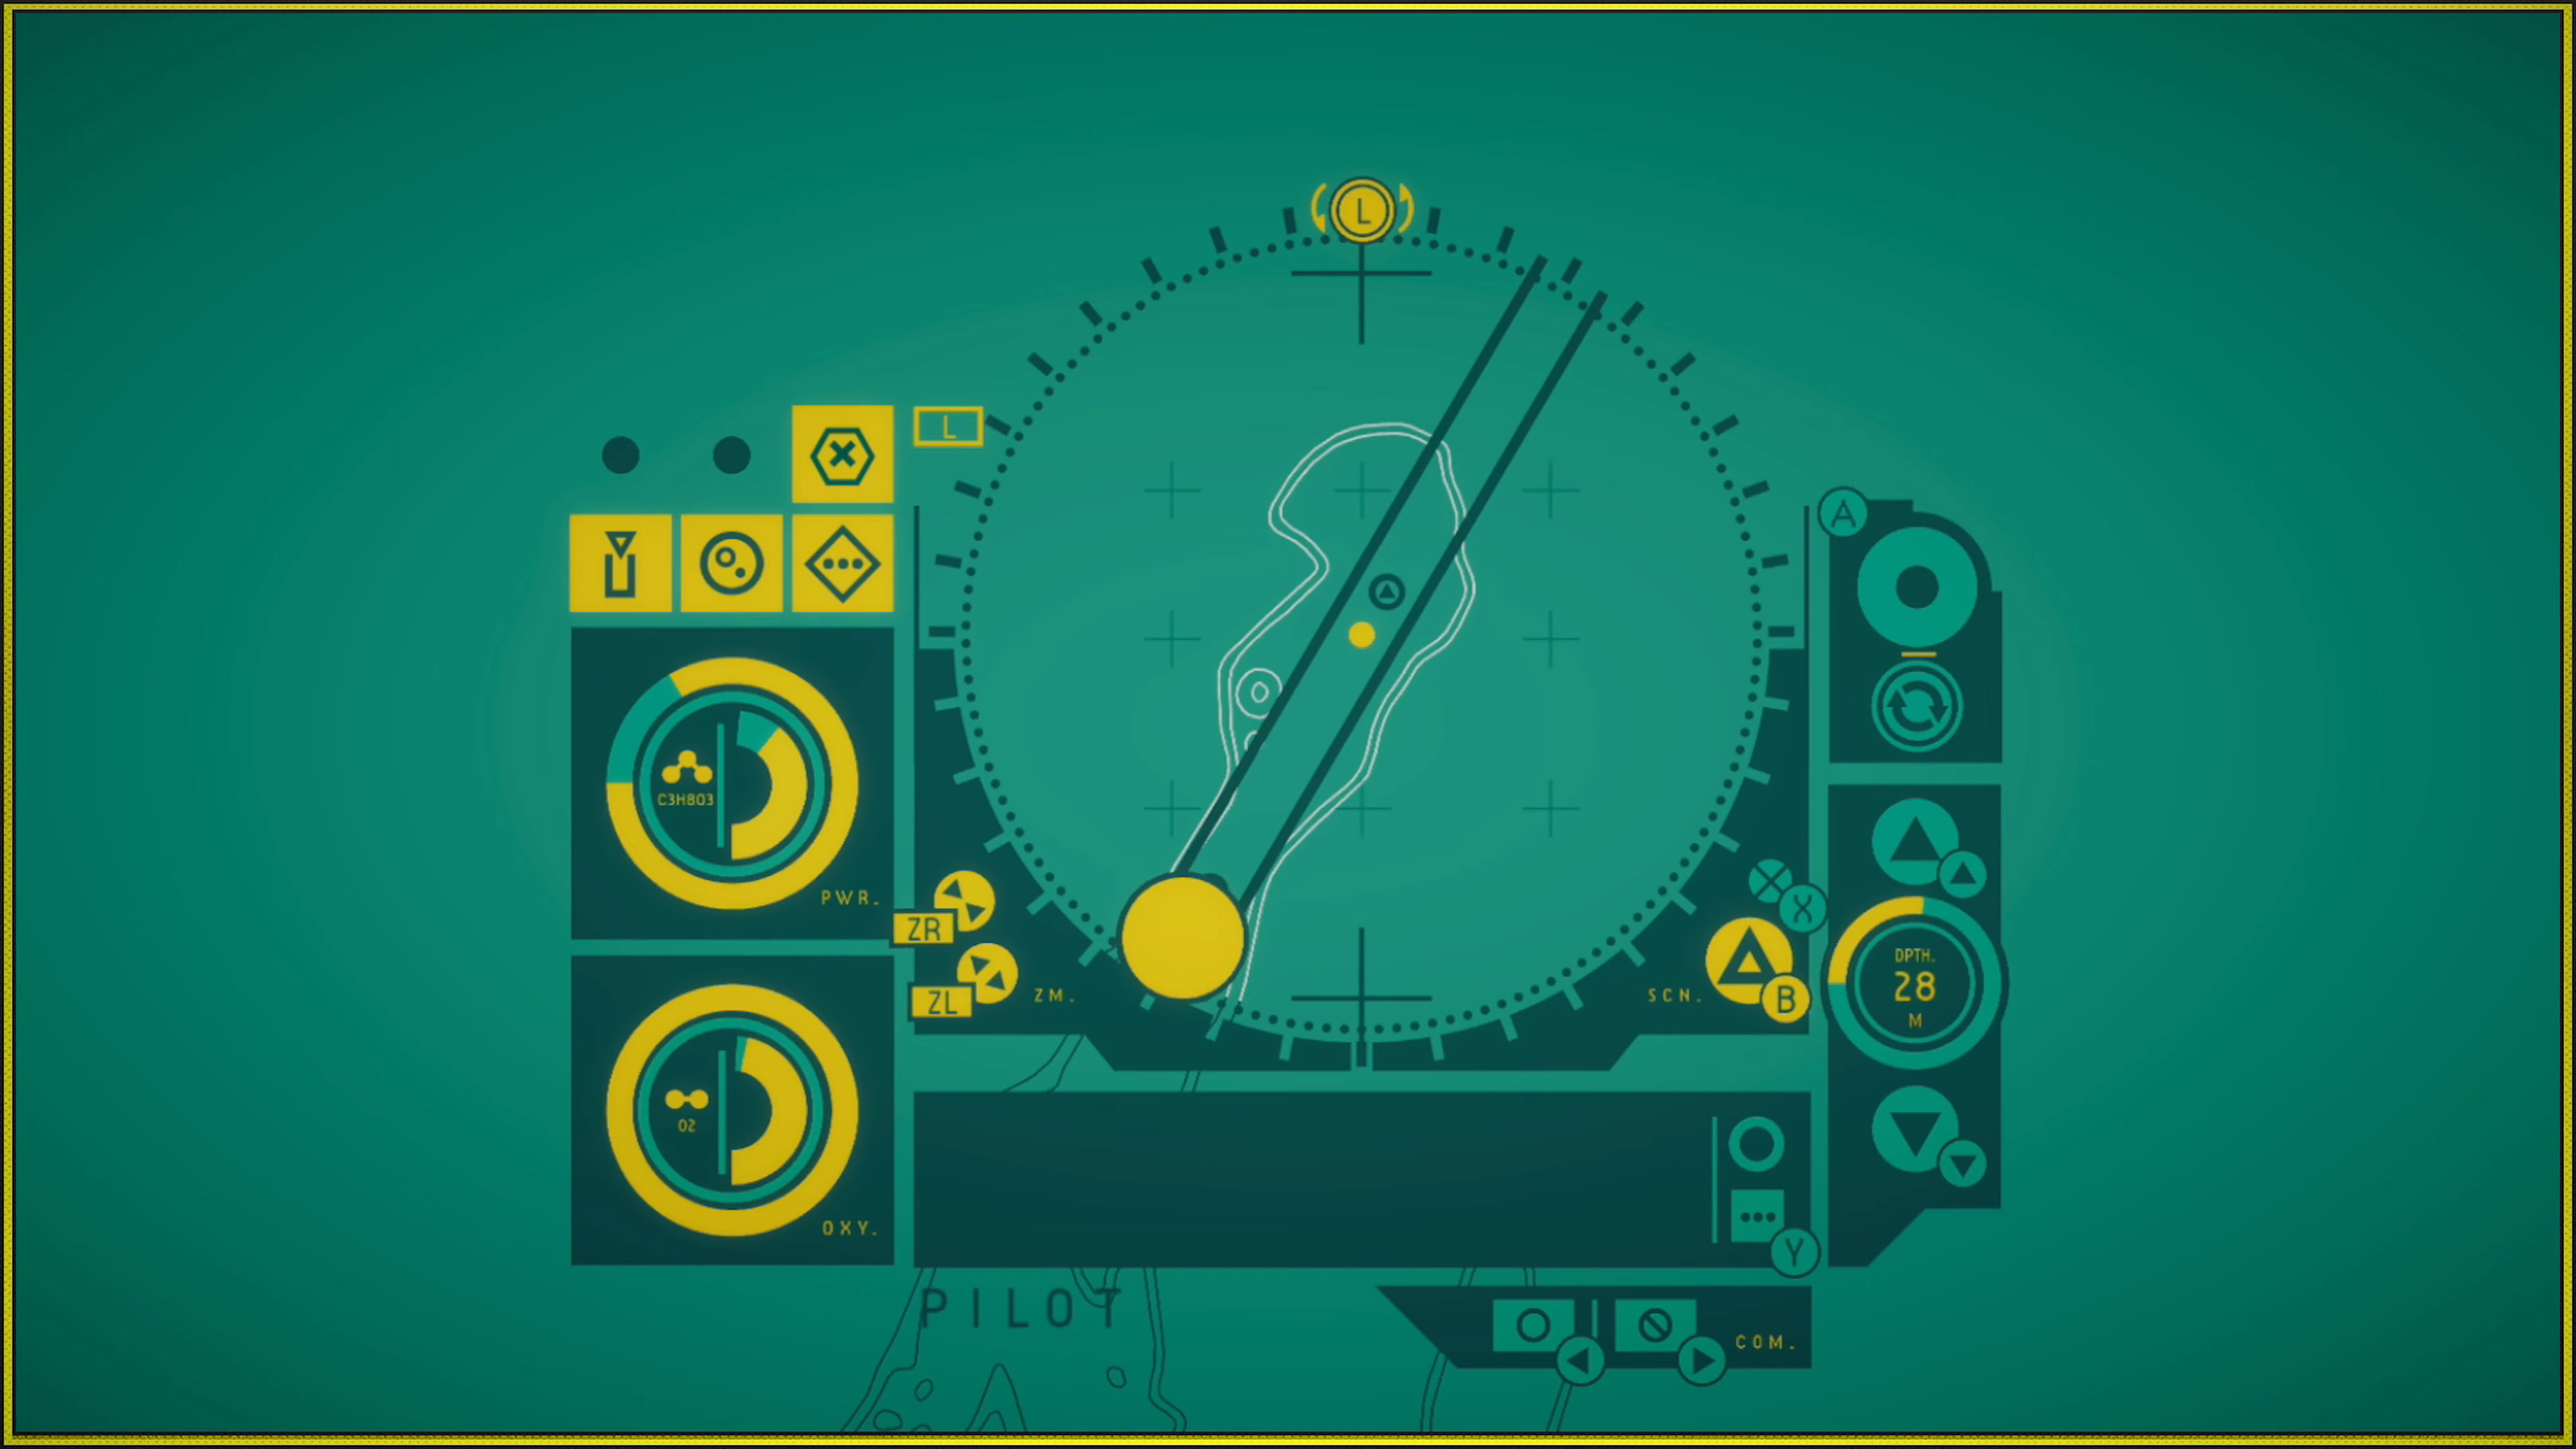 L
L
A
C3H8O3
PWR.
ZR
X
ZL
ZM.
SCN.
B
DPTH.
28
M
O2
OXY.
Y
PILOT
COM.